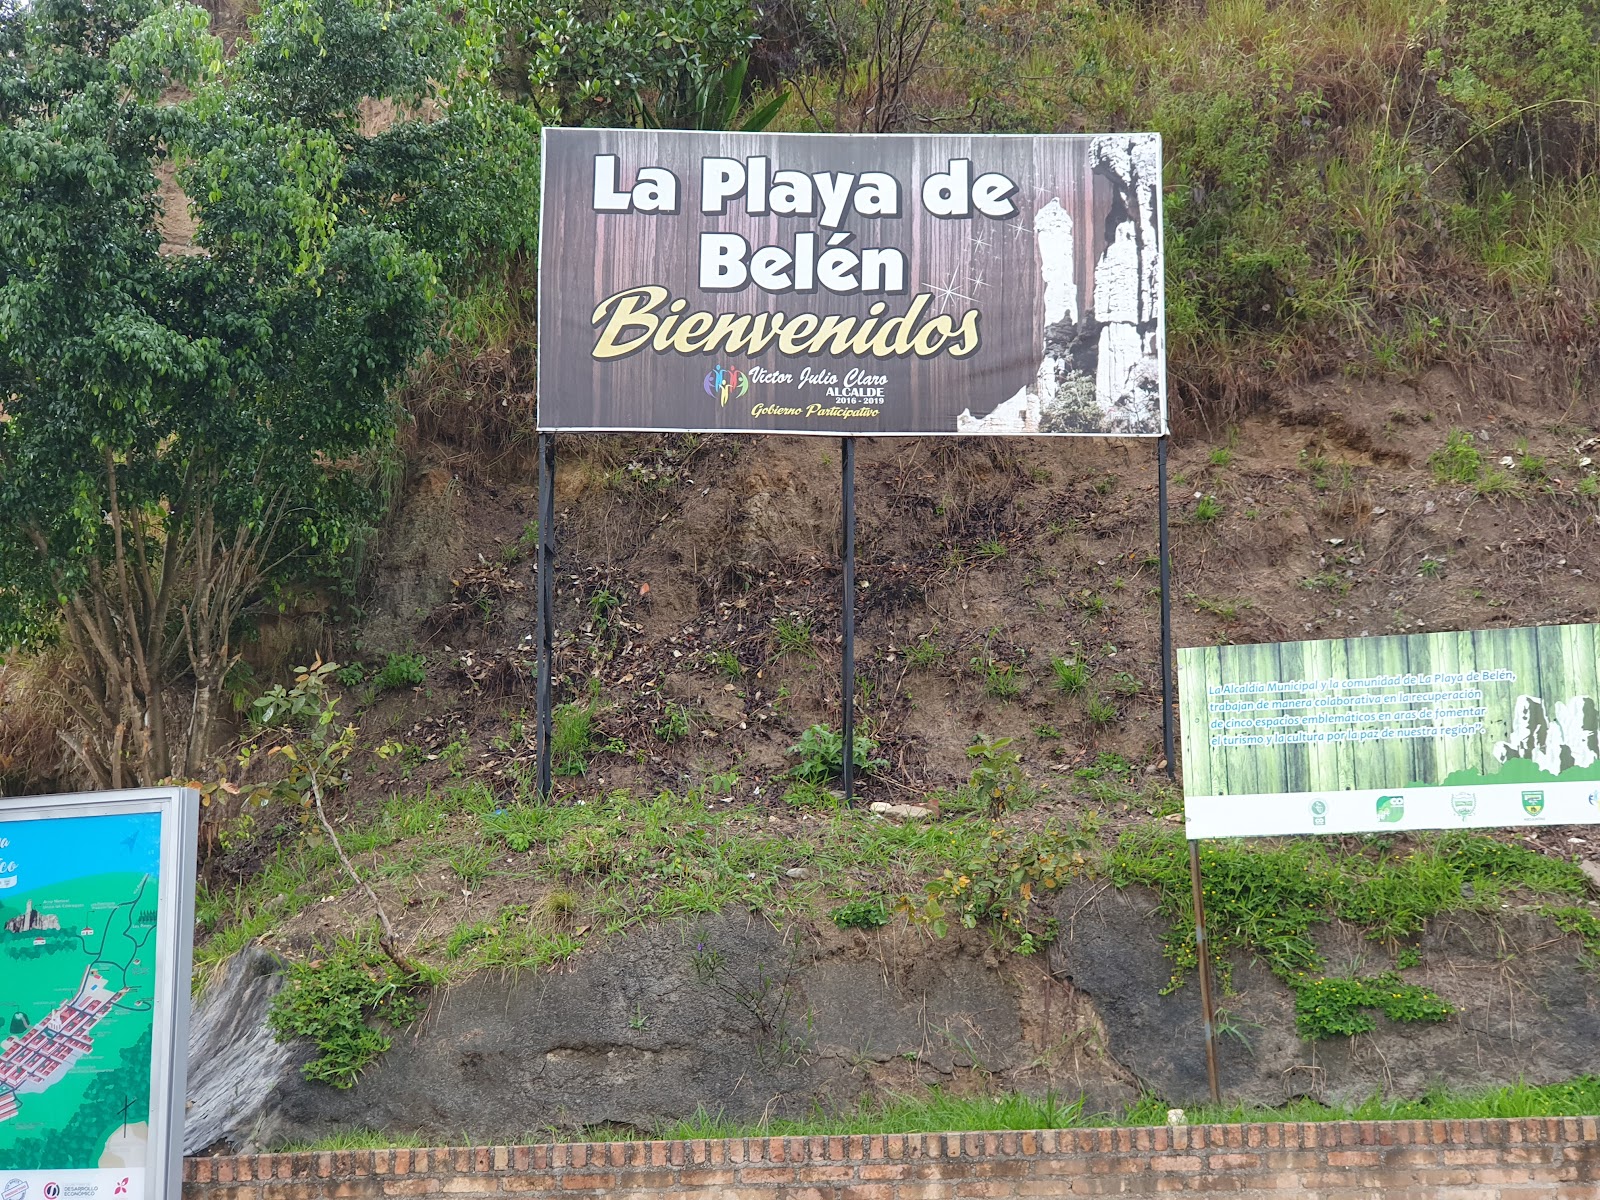 La Playa de
Belén
Bienvenidos
Victor Julio Claro
ALCALDE
2016 - 2019
Gobierno Participativo
La Alcaldía Municipal y la comunidad de La Playa de Belén,
trabajan de manera colaborativa en la recuperación
de cinco espacios emblemáticos en aras de fomentar
el turismo y la cultura por la paz de nuestra región".
DESARROLLO
ECONÓMICO